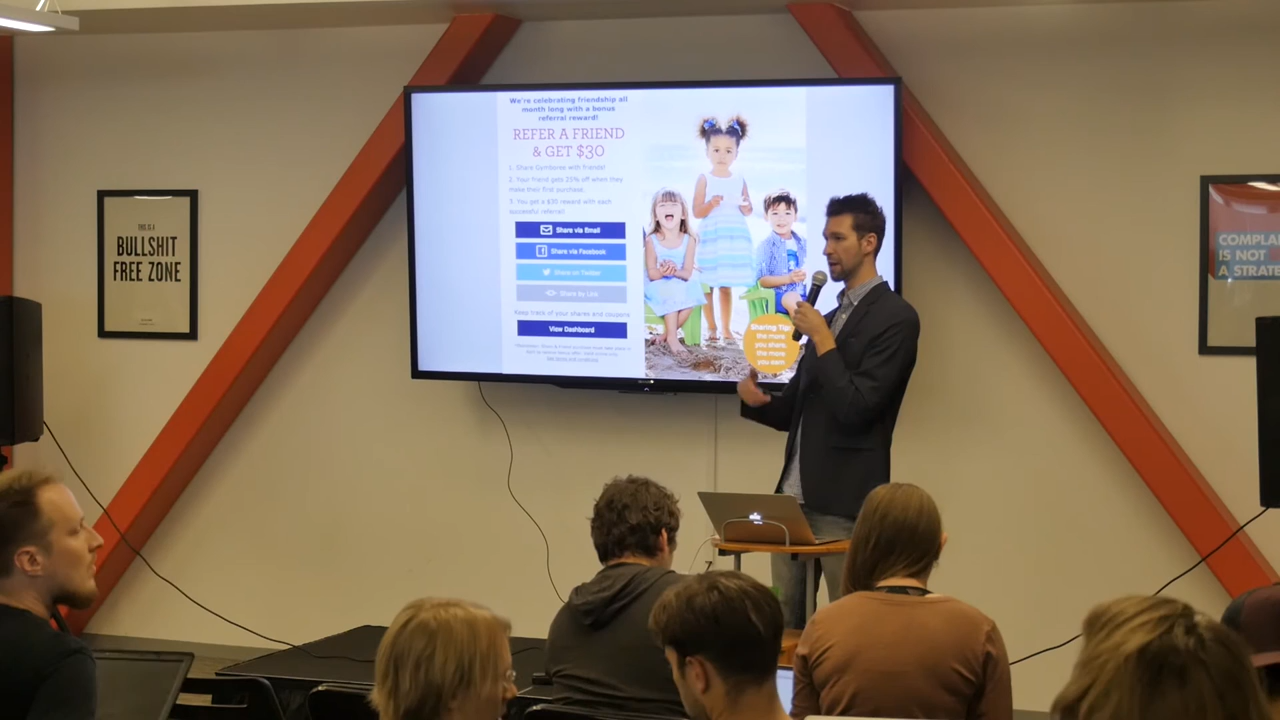 THIS IS A
BULLSHIT
FREE ZONE
We're celebrating friendship all
month long with a bonus
referral reward!
REFER A FRIEND
& GET $30
1. Share Gymboree with friends!
2. Your friend gets 25% off when they
make their first purchase.
3. You get a $30 reward with each
successful referral!
Share via Email
Share via Facebook
Share on Twitter
Share by Link
Keep track of your shares and coupons
View Dashboard
Sharing Tip:
the more
you share,
the more
you earn
COMPLAI
IS NOT
A STRATE